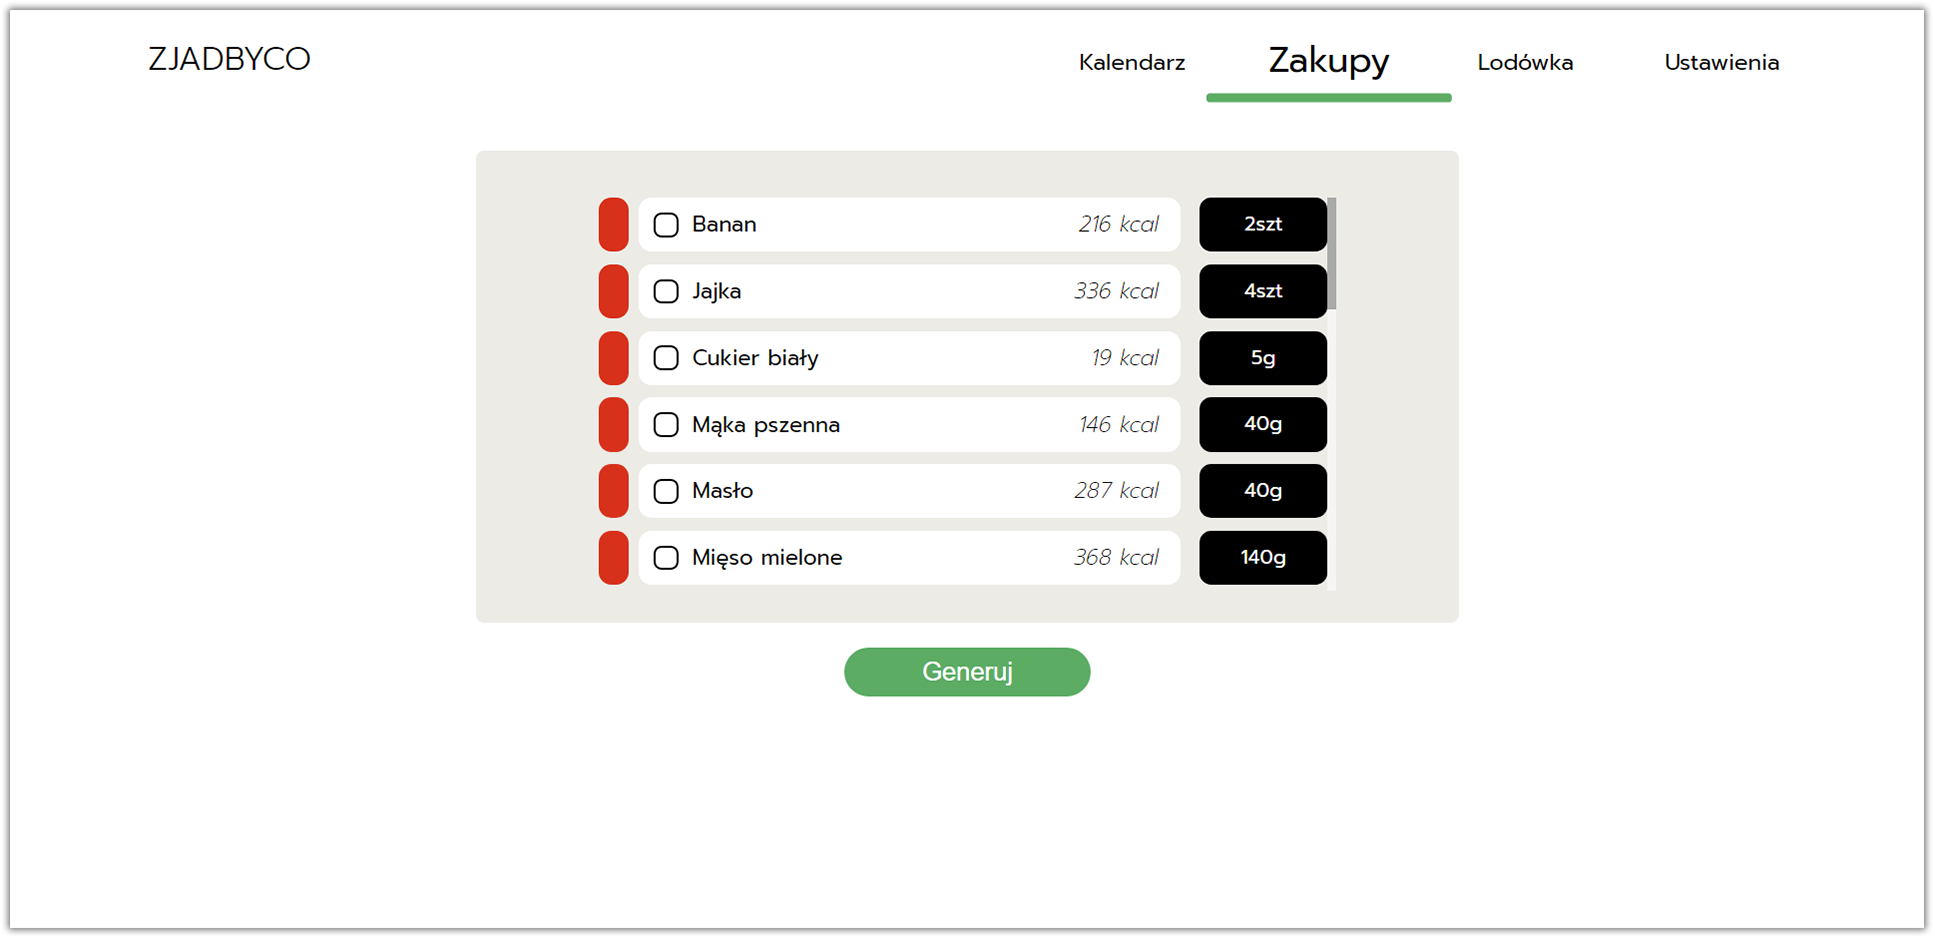 ZJADBYCO
Kalendarz Zakupy Lodówka Ustawienia
Banan 216 kcal 2szt
Jajka 336 kcal 4szt
Cukier biały 19 kcal 5g
Mąka pszenna 146 kcal 40g
Masło 287 kcal 40g
Mięso mielone 368 kcal 140g
Generuj